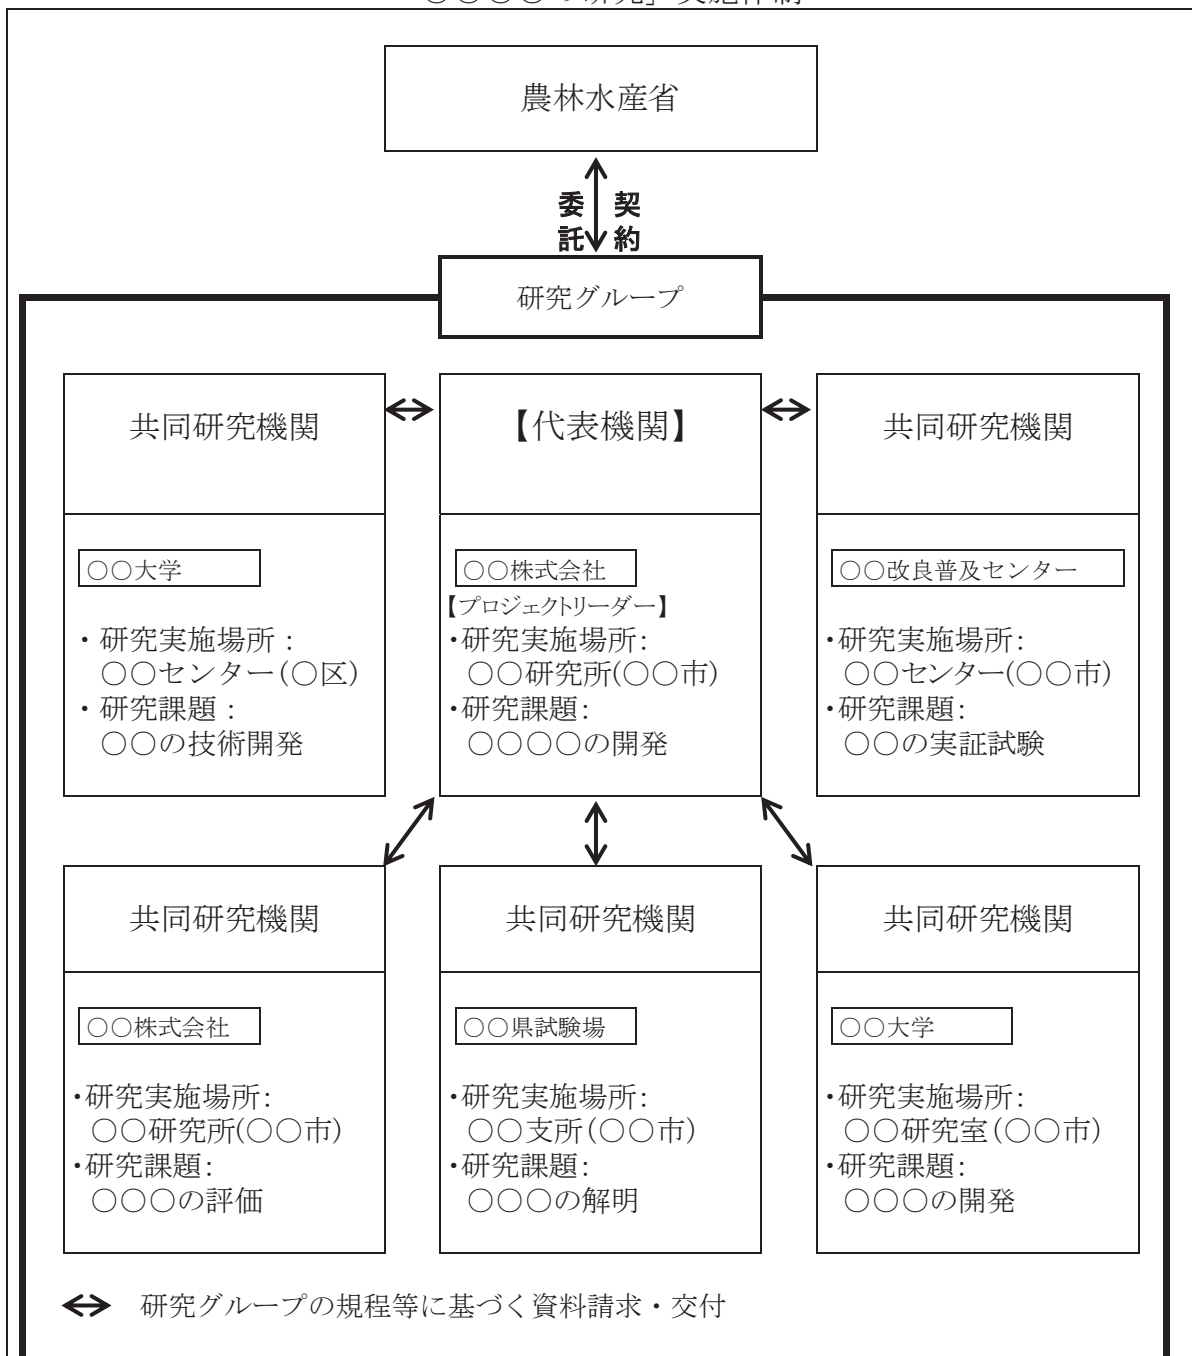 農林水産省
委 契
託 約
研究グループ
共同研究機関
【代表機関】
共同研究機関
○○大学
・研究実施場所：
○○センター(○区)
・研究課題：
○○の技術開発
○○株式会社
【プロジェクトリーダー】
・研究実施場所：
○○研究所(○○市)
・研究課題：
○○○○の開発
○○改良普及センター
・研究実施場所：
○○センター(○○市)
・研究課題：
○○の実証試験
共同研究機関
共同研究機関
共同研究機関
○○株式会社
・研究実施場所：
○○研究所(○○市)
・研究課題：
○○○の評価
○○県試験場
・研究実施場所：
○○支所(○○市)
・研究課題：
○○○の解明
○○大学
・研究実施場所：
○○研究室(○○市)
・研究課題：
○○○の開発
研究グループの規程等に基づく資料請求・交付